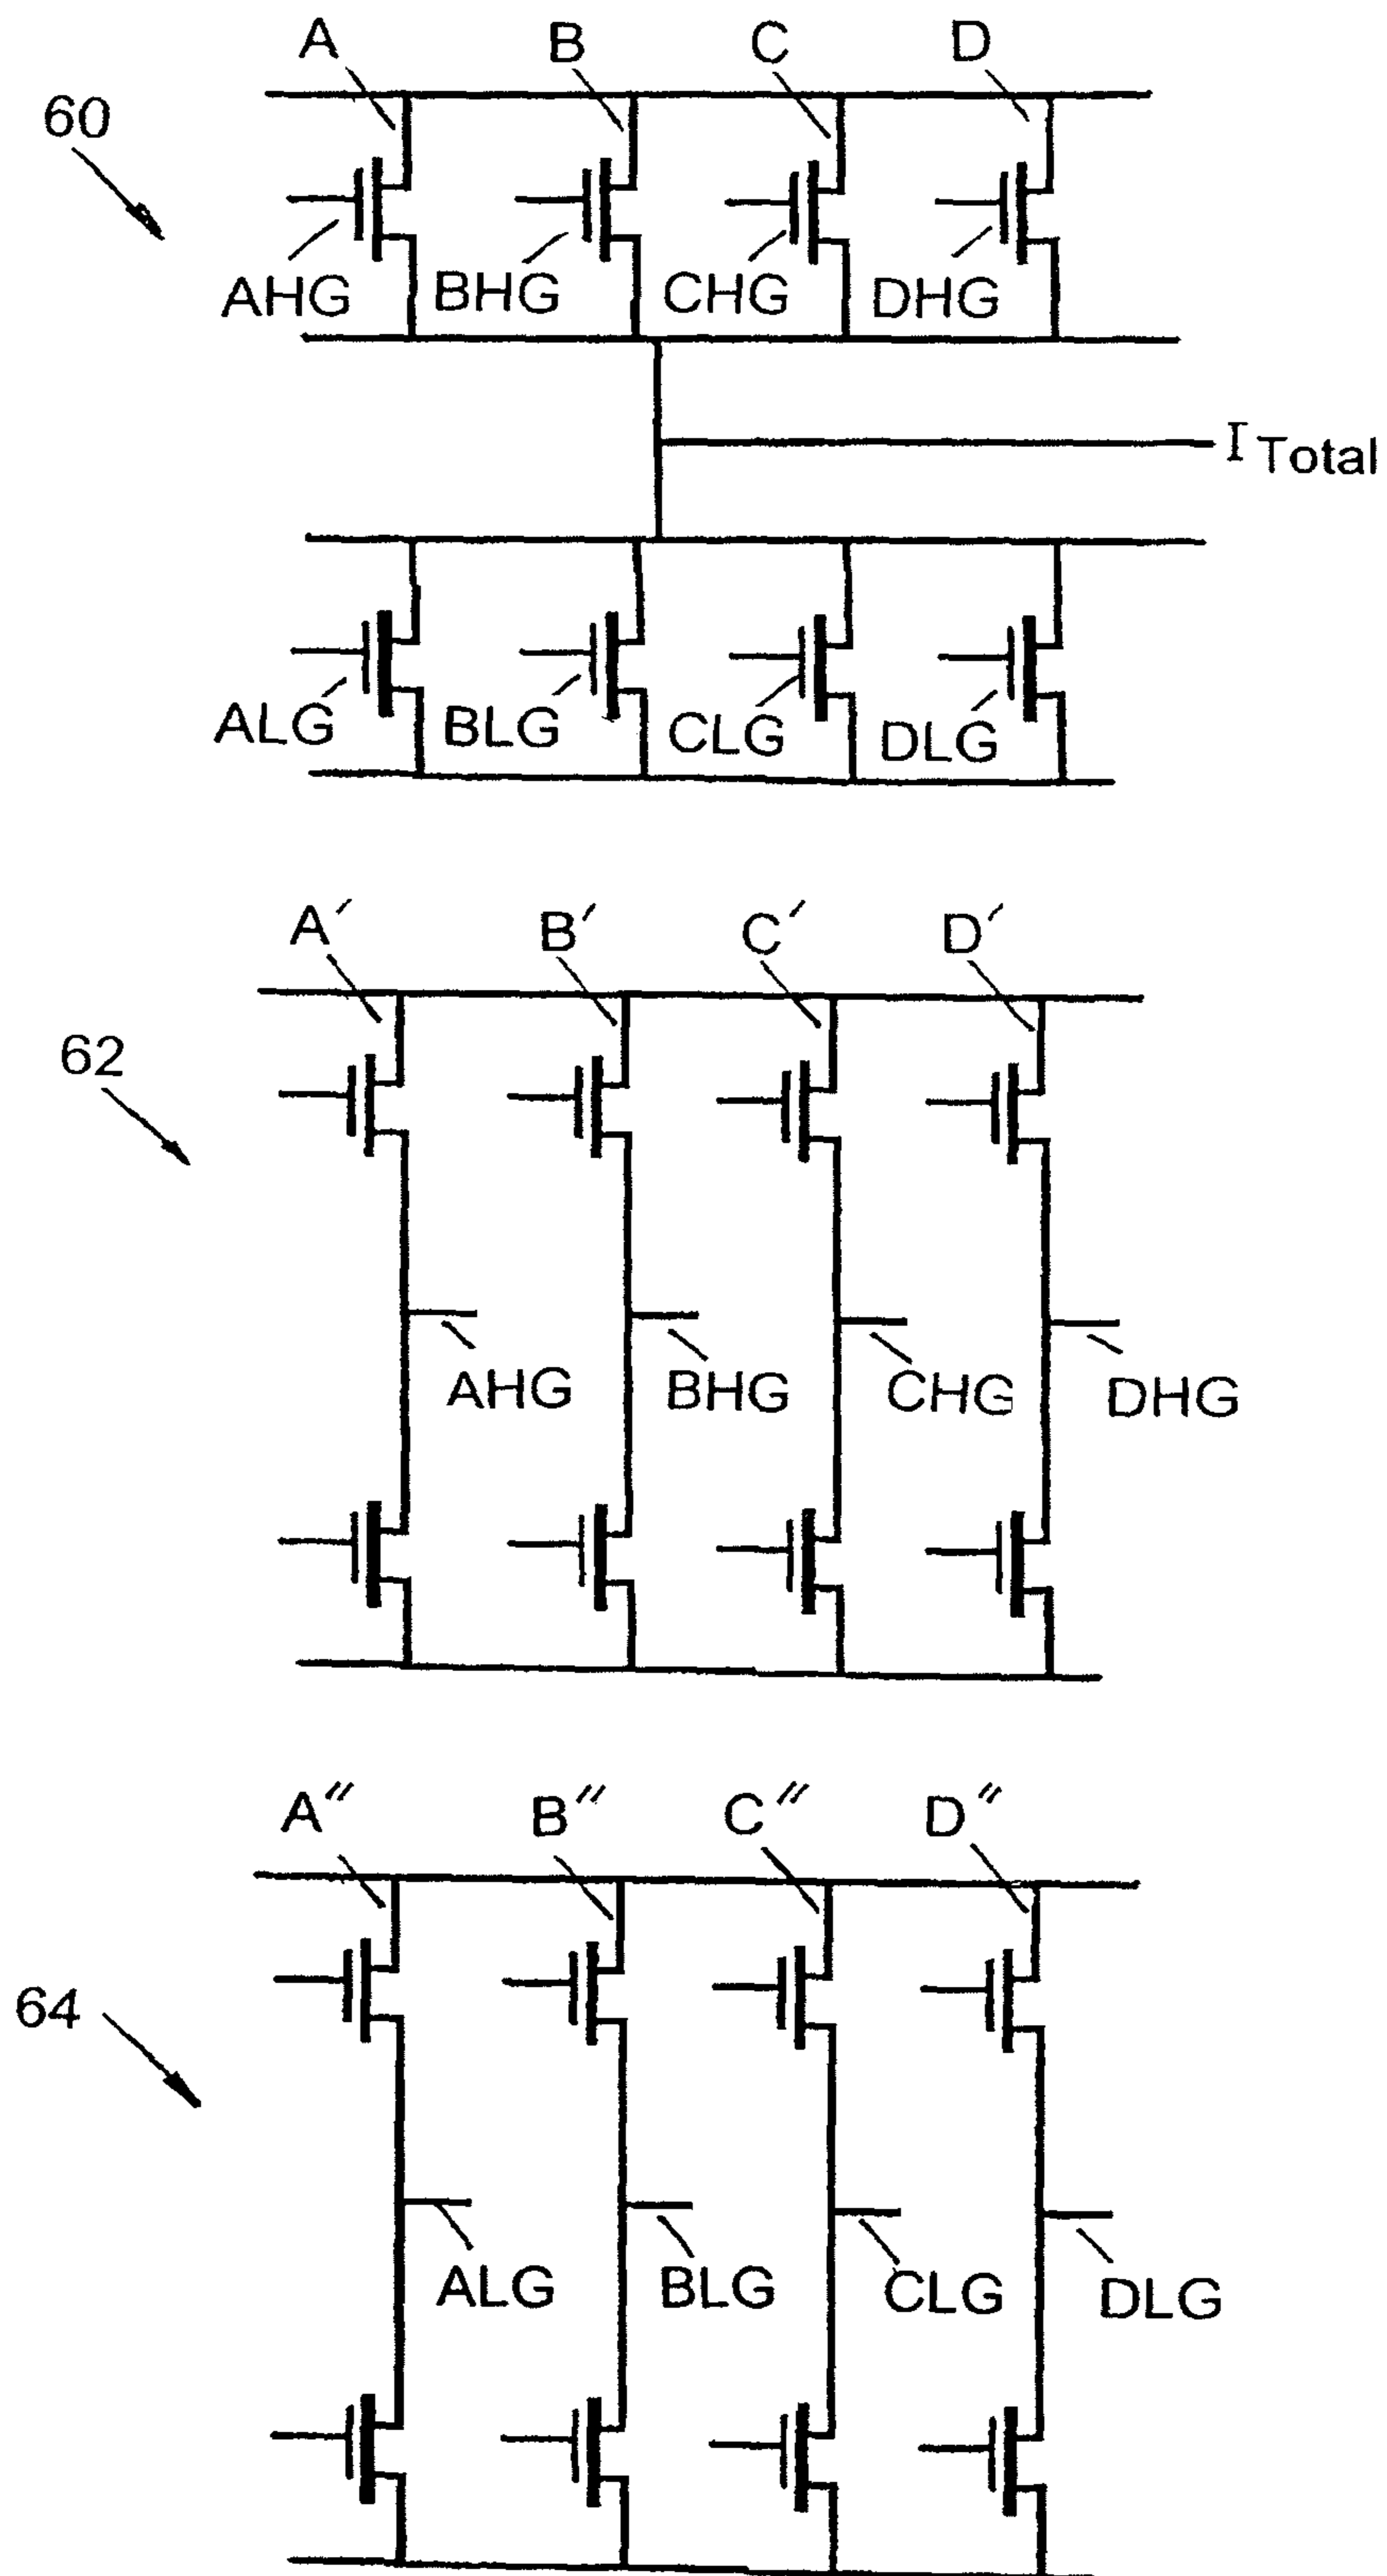 A B C D
60
AHG BHG CHG DHG
I Total
ALG BLG CLG DLG
A′ B′ C′ D′
62
AHG BHG CHG DHG
A″ B″ C″ D″
64
ALG BLG CLG DLG